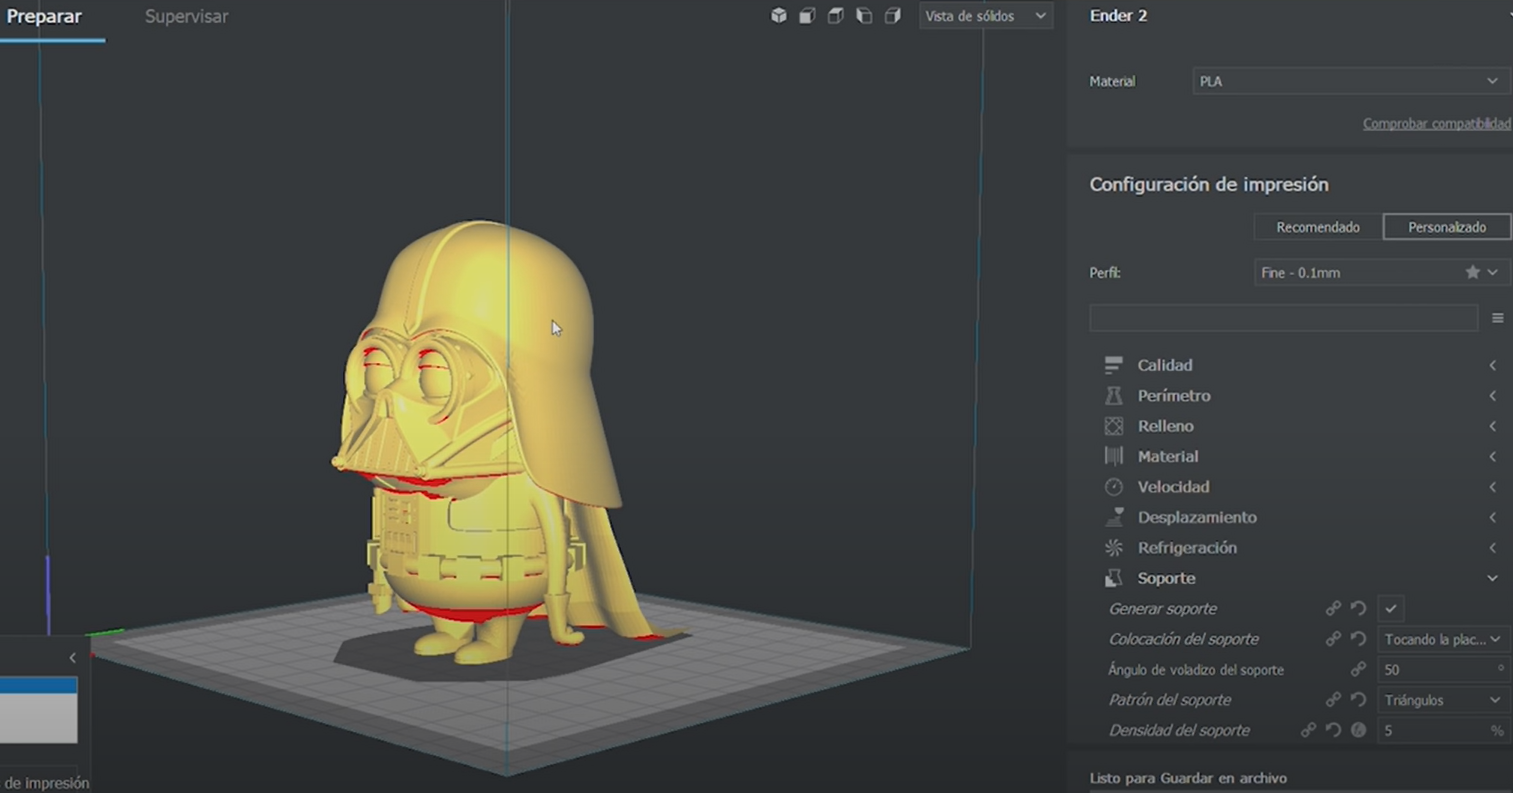 Preparar
Supervisar
Vista de sólidos
Ender 2
Material
PLA
Comprobar compatibilidad
Configuración de impresión
Recomendado
Personalizado
Perfil:
Fine - 0.1mm
Calidad
Perímetro
Relleno
Material
Velocidad
Desplazamiento
Refrigeración
Soporte
Generar soporte
Colocación del soporte
Tocando la plac...
Ángulo de voladizo del soporte
50
°
Patrón del soporte
Triángulos
Densidad del soporte
5
%
de impresión
Listo para Guardar en archivo